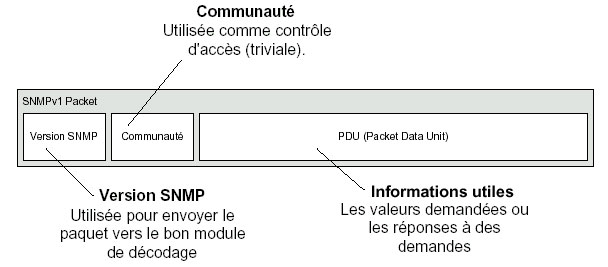 Communauté
Utilisée comme contrôle
d'accès (triviale).
SNMPv1 Packet
Version SNMP
Communauté
PDU (Packet Data Unit)
Version SNMP
Utilisée pour envoyer le
paquet vers le bon module
de décodage
Informations utiles
Les valeurs demandées ou
les réponses à des
demandes